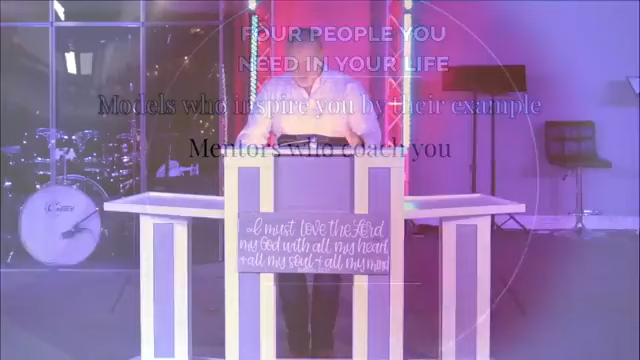 FOUR PEOPLE YOU
NEED IN YOUR LIFE
Models who inspire you by their example
Mentors who coach you
I must love the Lord
my God with all my heart
+ all my soul + all my mind